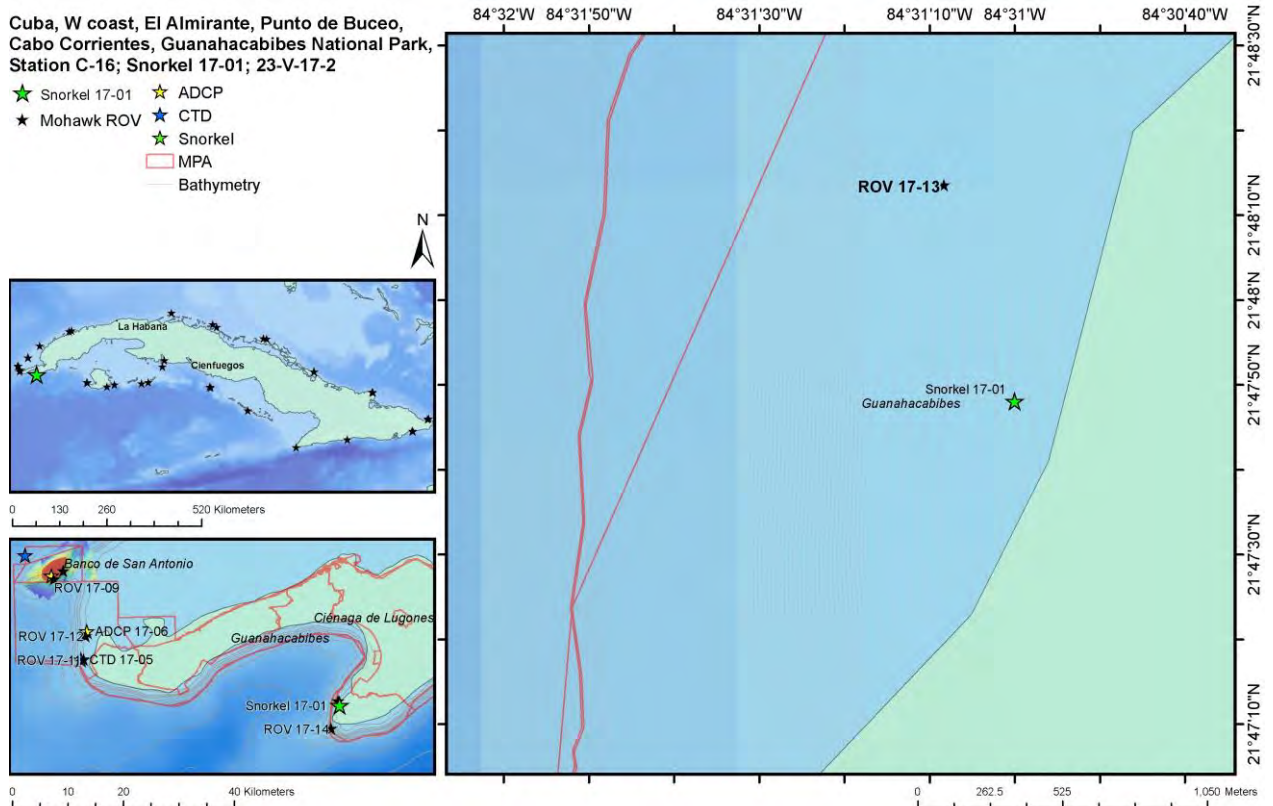 Cuba, W coast, El Almirante, Punto de Buceo,
Cabo Corrientes, Guanahacabibes National Park,
Station C-16; Snorkel 17-01; 23-V-17-2
Snorkel 17-01
Mohawk ROV
ADCP
CTD
Snorkel
MPA
Bathymetry
N
La Habana
Cienfuegos
0 130 260 520 Kilometers
Banco de San Antonio
ROV 17-09
Ciénaga de Lugones
ADCP 17-06
ROV 17-12
Guanahacabibes
ROV 17-11
CTD 17-05
Snorkel 17-01
ROV 17-14
0 10 20 40 Kilometers
84°32'W 84°31'50"W 84°31'30"W 84°31'10"W 84°31'W 84°30'40"W
21°48'30"N
ROV 17-13
21°48'10"N
21°48'N
21°47'50"N
Snorkel 17-01
Guanahacabibes
21°47'30"N
21°47'10"N
0 262.5 525 1,050 Meters